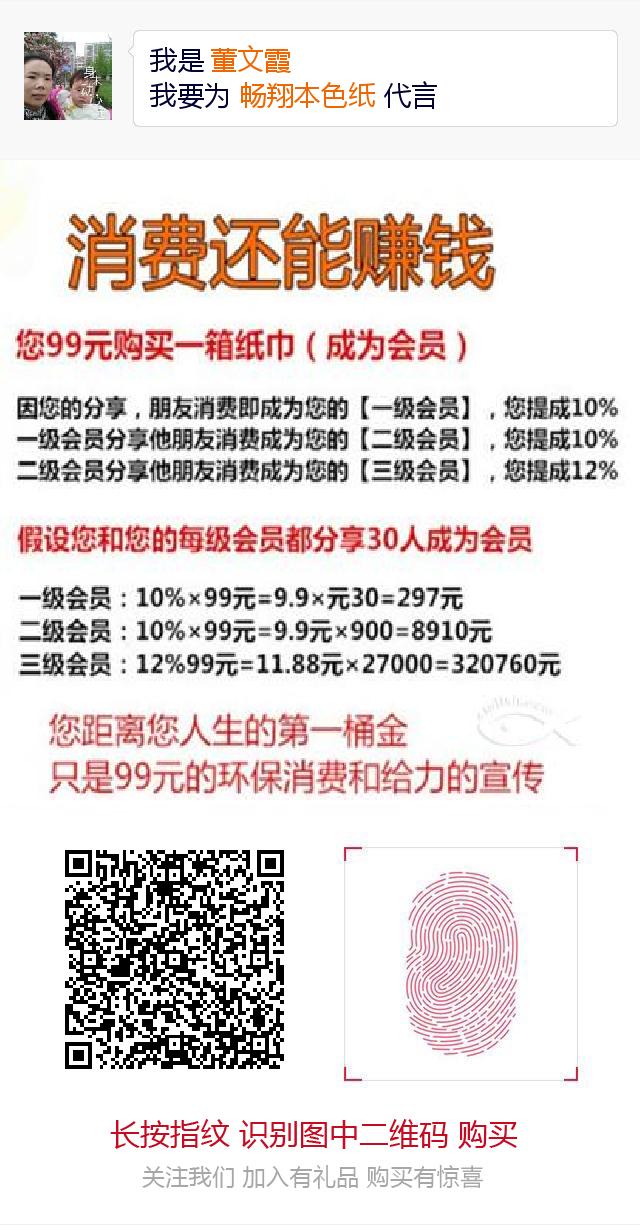 我是 董文霞
我要为 畅翔本色纸 代言
消费还能赚钱
您99元购买一箱纸巾（成为会员）
因您的分享，朋友消费即成为您的【一级会员】，您提成10%
一级会员分享他朋友消费成为您的【二级会员】，您提成10%
二级会员分享他朋友消费成为您的【三级会员】，您提成12%
假设您和您的每级会员都分享30人成为会员
一级会员：10%×99元=9.9×元30=297元
二级会员：10%×99元=9.9元×900=8910元
三级会员：12%99元=11.88元×27000=320760元
您距离您人生的第一桶金
只是99元的环保消费和给力的宣传
长按指纹 识别图中二维码 购买
关注我们 加入有礼品 购买有惊喜